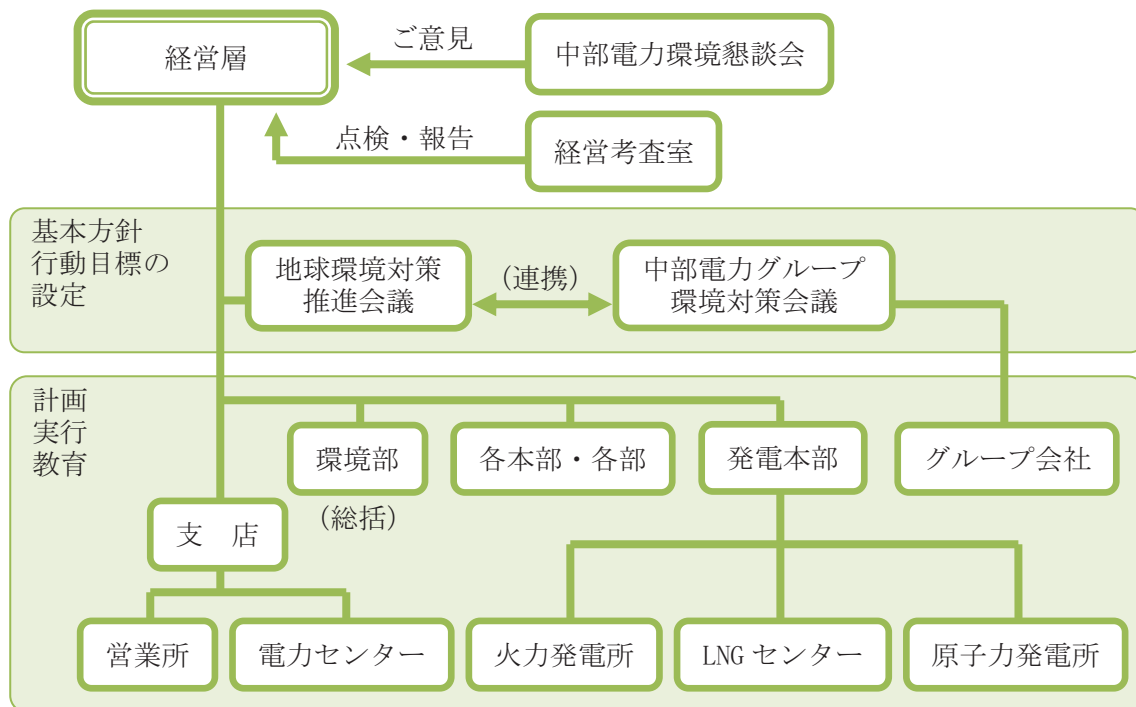 経営層
ご意見
中部電力環境懇談会
点検・報告
経営考査室
基本方針
行動目標の
設定
地球環境対策
推進会議
(連携)
中部電力グループ
環境対策会議
計画
実行
教育
環境部
(総括)
各本部・各部
発電本部
グループ会社
支　店
営業所
電力センター
火力発電所
LNG センター
原子力発電所